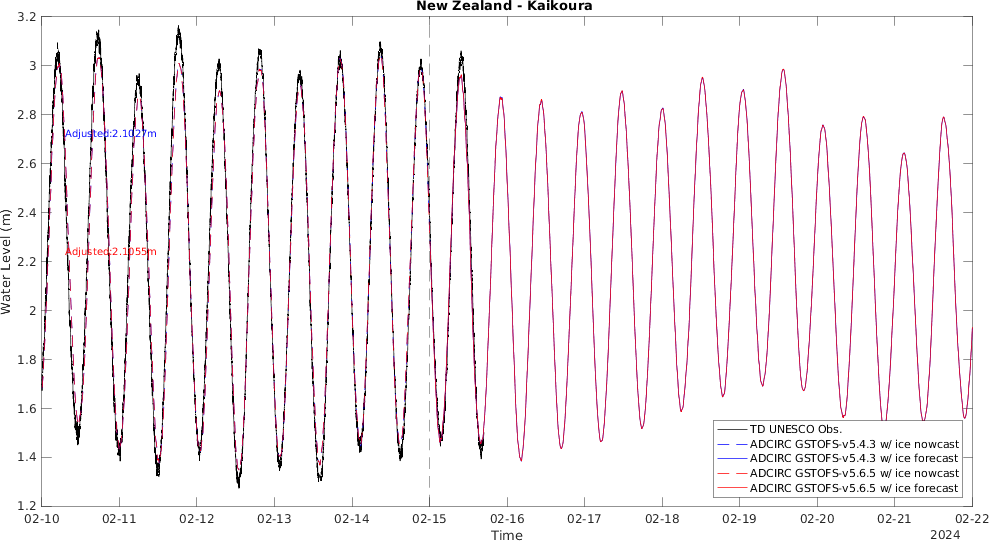 New Zealand - Kaikoura
3.2
3
2.8
2.6
2.4
2.2
2
1.8
1.6
1.4
1.2
Water Level (m)
Adjusted:2.1027m
Adjusted:2.1055m
TD UNESCO Obs.
ADCIRC GSTOFS-v5.4.3 w/ ice nowcast
ADCIRC GSTOFS-v5.4.3 w/ ice forecast
ADCIRC GSTOFS-v5.6.5 w/ ice nowcast
ADCIRC GSTOFS-v5.6.5 w/ ice forecast
02-10 02-11 02-12 02-13 02-14 02-15 02-16 02-17 02-18 02-19 02-20 02-21 02-22
Time
2024